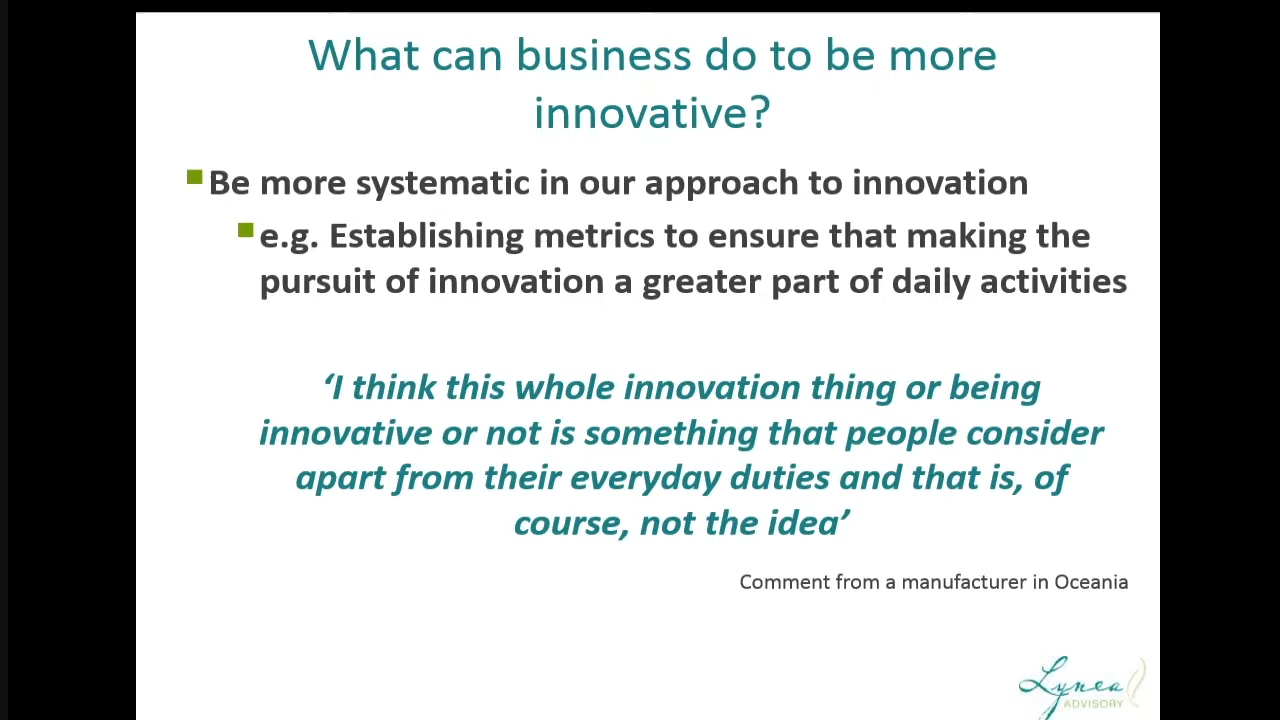 What can business do to be more
innovative?
Be more systematic in our approach to innovation
e.g. Establishing metrics to ensure that making the
pursuit of innovation a greater part of daily activities
‘I think this whole innovation thing or being
innovative or not is something that people consider
apart from their everyday duties and that is, of
course, not the idea’
Comment from a manufacturer in Oceania
Lynea
ADVISORY